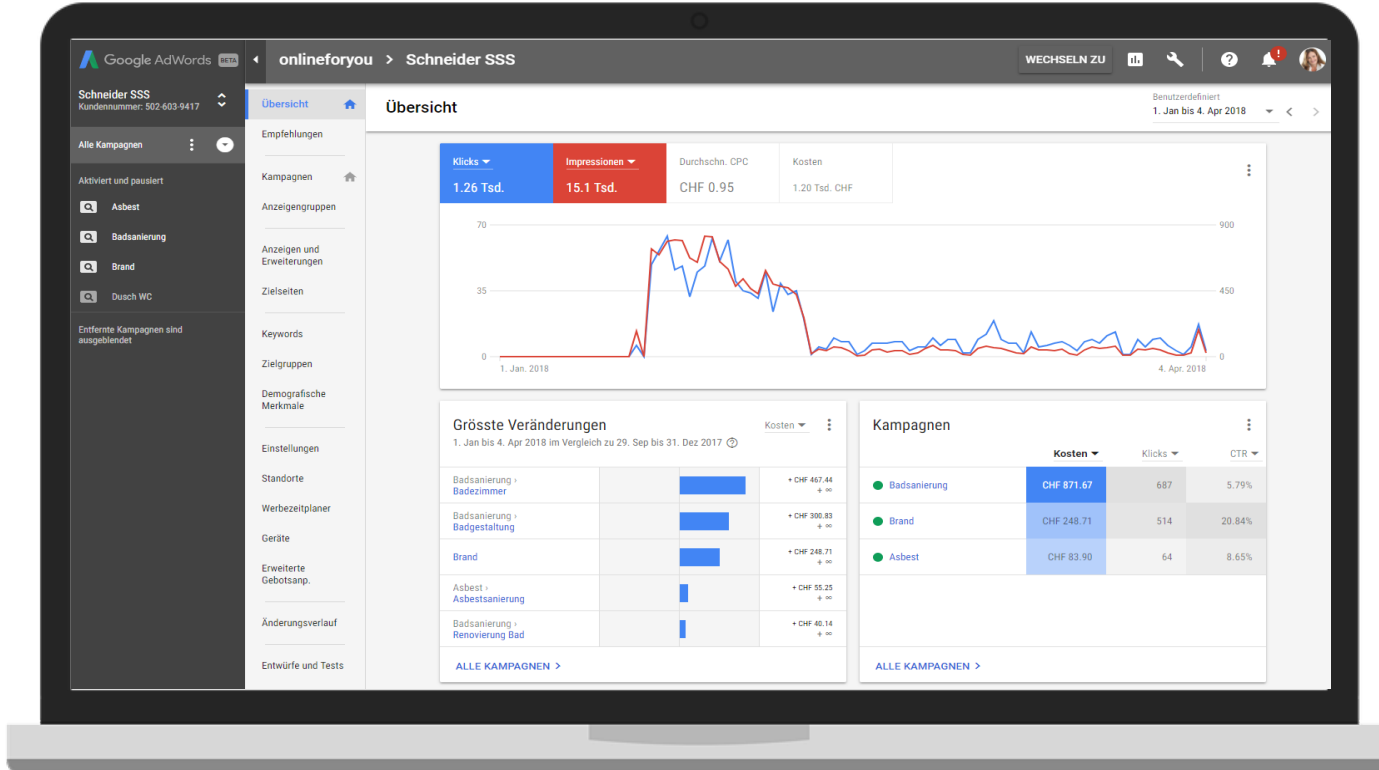 Google AdWords BETA
onlineforyou > Schneider SSS
WECHSELN ZU
!
Schneider SSS
Kundennummer: 502-603-9417
Alle Kampagnen
Aktiviert und pausiert
Asbest
Badsanierung
Brand
Dusch WC
Entfernte Kampagnen sind
ausgeblendet
Übersicht
Empfehlungen
Kampagnen
Anzeigengruppen
Anzeigen und
Erweiterungen
Zielseiten
Keywords
Zielgruppen
Demografische
Merkmale
Einstellungen
Standorte
Werbezeitplaner
Geräte
Erweiterte
Gebotsanp.
Änderungsverlauf
Entwürfe und Tests
Übersicht
Benutzerdefiniert
1. Jan bis 4. Apr 2018
Klicks
1.26 Tsd.
Impressionen
15.1 Tsd.
Durchschn. CPC
CHF 0.95
Kosten
1.20 Tsd. CHF
70
900
35
450
0
0
1. Jan. 2018
4. Apr. 2018
Grösste Veränderungen
Kosten
1. Jan bis 4. Apr 2018 im Vergleich zu 29. Sep bis 31. Dez 2017
Badsanierung ›
Badezimmer
+ CHF 467.44
+ ∞
Badsanierung ›
Badgestaltung
+ CHF 300.83
+ ∞
Brand
+ CHF 248.71
+ ∞
Asbest ›
Asbestsanierung
+ CHF 55.25
+ ∞
Badsanierung ›
Renovierung Bad
+ CHF 40.14
+ ∞
ALLE KAMPAGNEN >
Kampagnen
Kosten Klicks CTR
Badsanierung CHF 871.67 687 5.79%
Brand CHF 248.71 514 20.84%
Asbest CHF 83.90 64 8.65%
ALLE KAMPAGNEN >